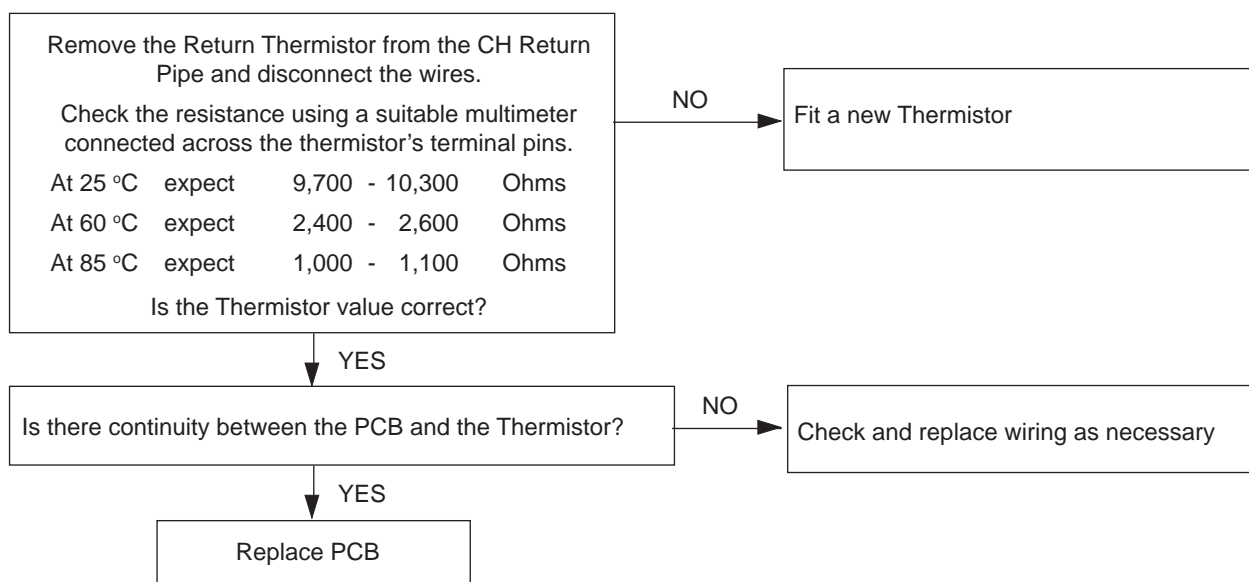 Remove the Return Thermistor from the CH Return
Pipe and disconnect the wires.
Check the resistance using a suitable multimeter
connected across the thermistor's terminal pins.
At 25 °C expect 9,700 - 10,300 Ohms
At 60 °C expect 2,400 - 2,600 Ohms
At 85 °C expect 1,000 - 1,100 Ohms
Is the Thermistor value correct?
NO
Fit a new Thermistor
YES
Is there continuity between the PCB and the Thermistor?
NO
Check and replace wiring as necessary
YES
Replace PCB